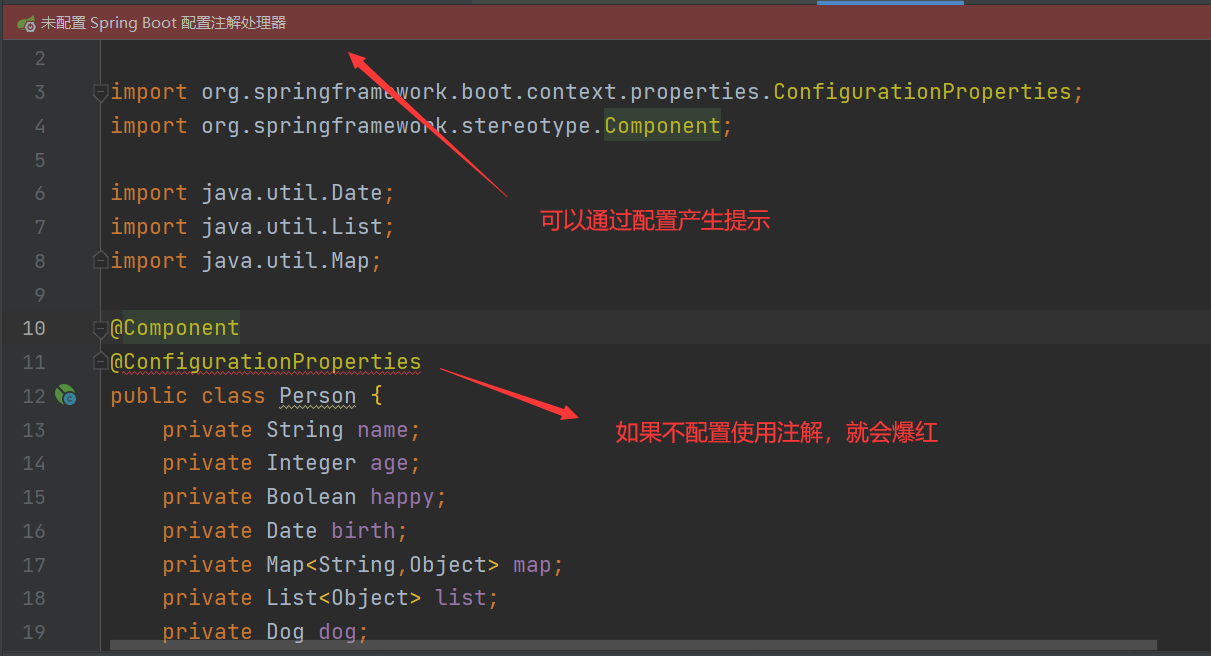 未配置 Spring Boot 配置注解处理器
2
3 import org.springframework.boot.context.properties.ConfigurationProperties;
4 import org.springframework.stereotype.Component;
5
6 import java.util.Date;
可以通过配置产生提示
7 import java.util.List;
8 import java.util.Map;
9
10 @Component
11 @ConfigurationProperties
12 public class Person {
如果不配置使用注解，就会爆红
13 private String name;
14 private Integer age;
15 private Boolean happy;
16 private Date birth;
17 private Map<String,Object> map;
18 private List<Object> list;
19 private Dog dog;